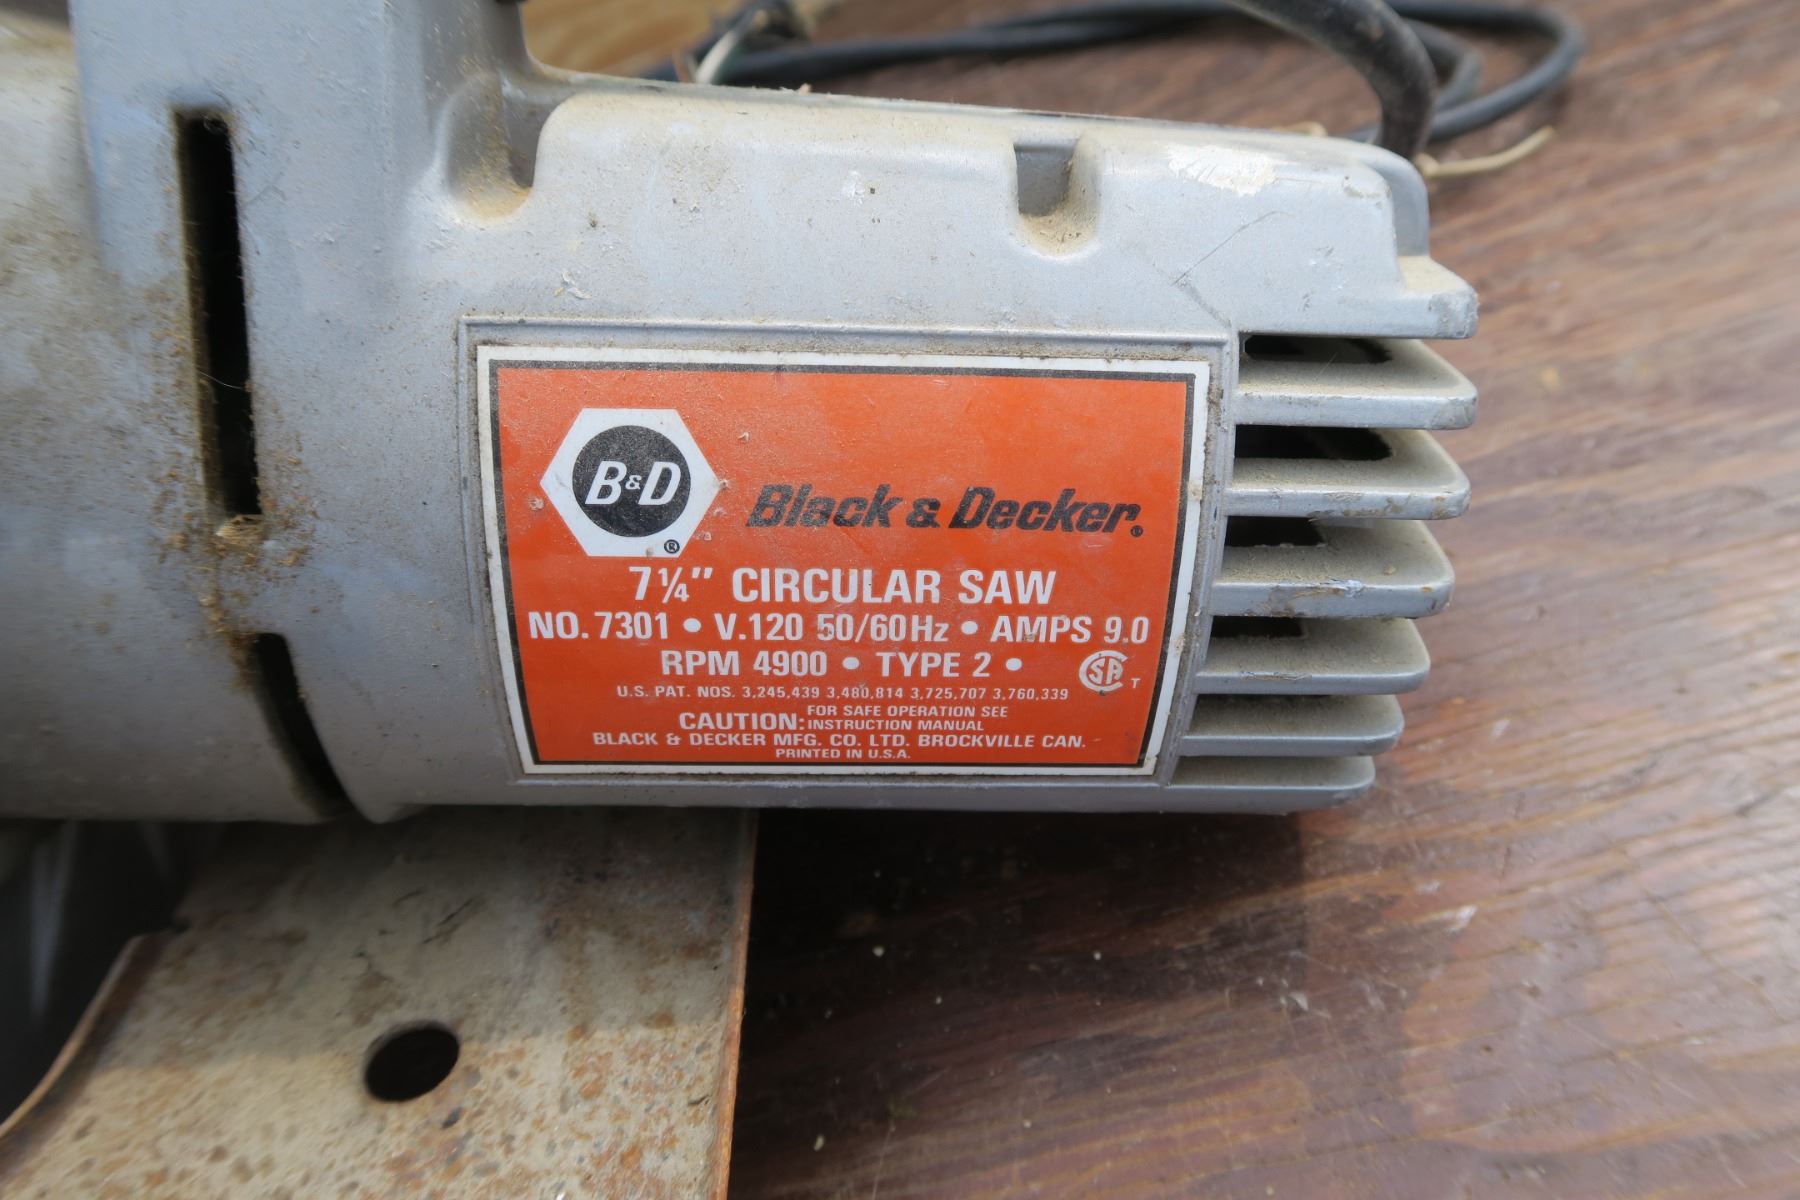 B&D
®
Black & Decker®
7¼" CIRCULAR SAW
NO. 7301 • V.120 50/60Hz • AMPS 9.0
RPM 4900 • TYPE 2 • CSA T
U.S. PAT. NOS. 3,245,439 3,480,814 3,725,707 3,760,339
FOR SAFE OPERATION SEE
CAUTION: INSTRUCTION MANUAL
BLACK & DECKER MFG. CO. LTD. BROCKVILLE CAN.
PRINTED IN U.S.A.